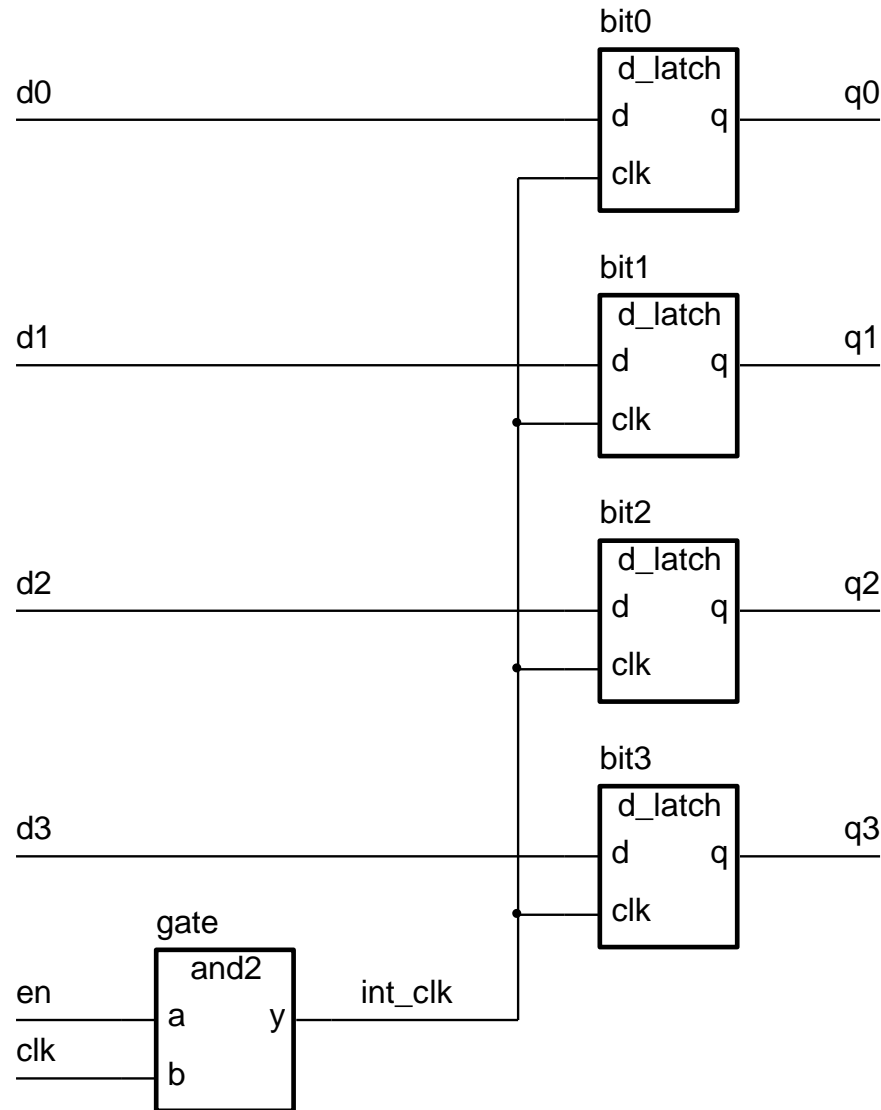 bit0
d_latch
d0
d q
q0
clk
bit1
d_latch
d1
d q
q1
clk
bit2
d_latch
d2
d q
q2
clk
bit3
d_latch
d3
d q
q3
clk
gate
and2
en
a y
int_clk
clk
b